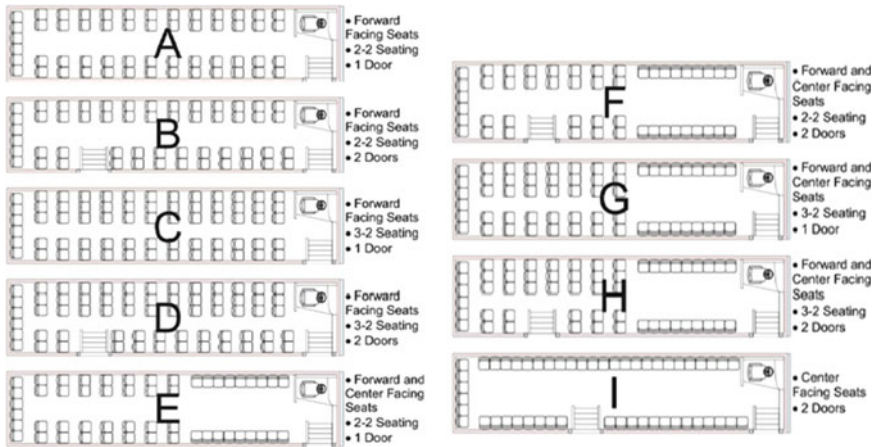 A
• Forward
Facing Seats
• 2-2 Seating
• 1 Door
B
• Forward
Facing Seats
• 2-2 Seating
• 2 Doors
C
• Forward
Facing Seats
• 3-2 Seating
• 1 Door
D
• Forward
Facing Seats
• 3-2 Seating
• 2 Doors
E
• Forward and
Center Facing
Seats
• 2-2 Seating
• 1 Door
F
• Forward and
Center Facing
Seats
• 2-2 Seating
• 2 Doors
G
• Forward and
Center Facing
Seats
• 3-2 Seating
• 1 Door
H
• Forward and
Center Facing
Seats
• 3-2 Seating
• 2 Doors
I
• Center
Facing Seats
• 2 Doors